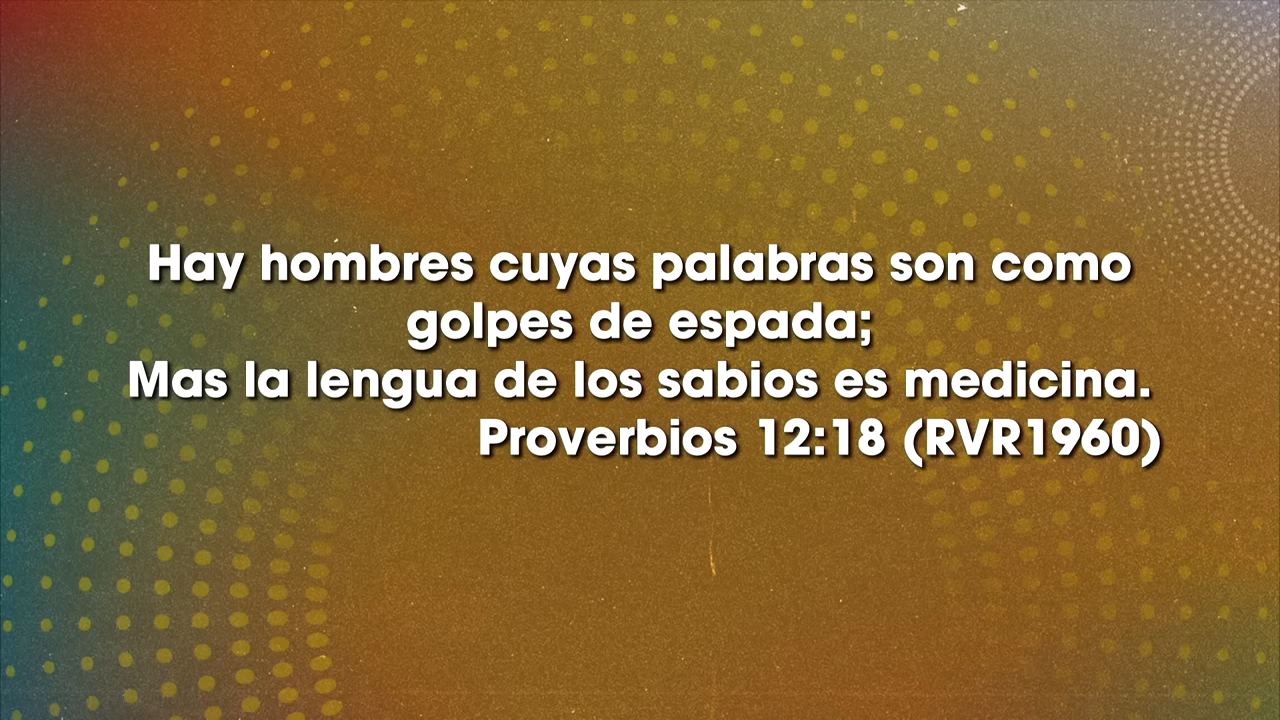 Hay hombres cuyas palabras son como
golpes de espada;
Mas la lengua de los sabios es medicina.
Proverbios 12:18 (RVR1960)